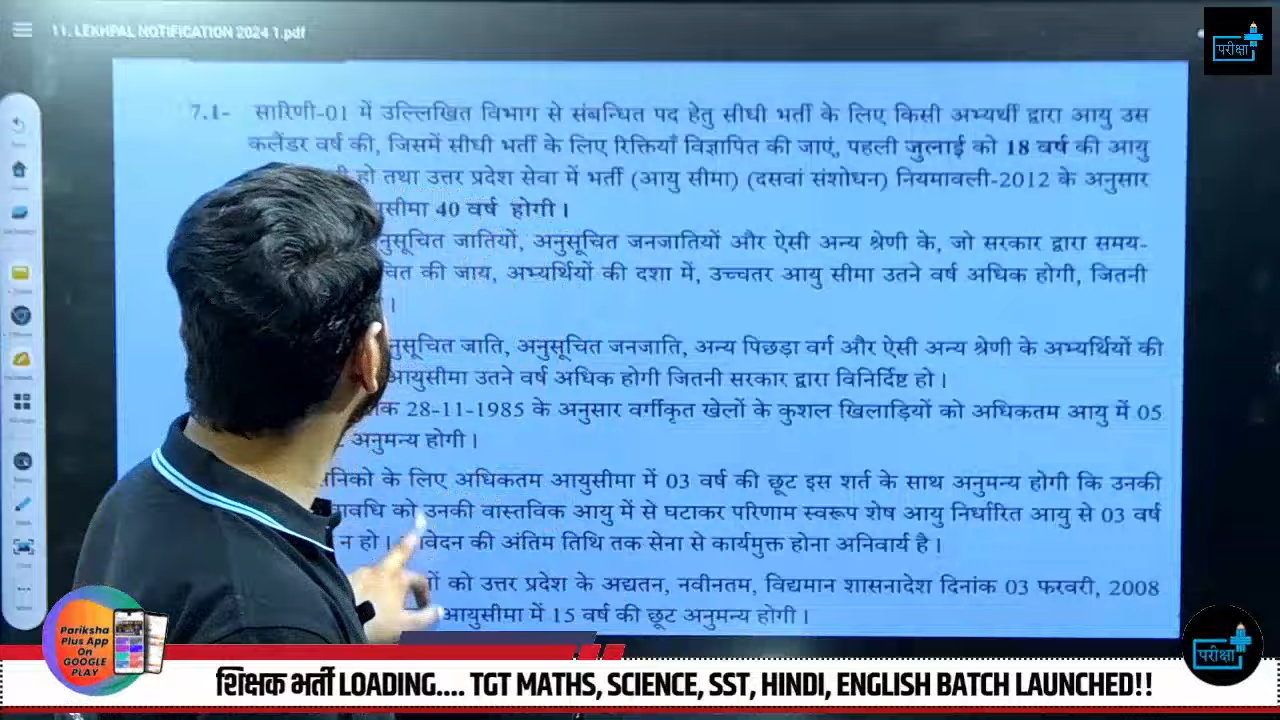 11. LEKHPAL NOTIFICATION 2024 1.pdf
परीक्षा
7.1- सारिणी-01 में उल्लिखित विभाग से संबन्धित पद हेतु सीधी भर्ती के लिए किसी अभ्यर्थी द्वारा आयु उस
कलैंडर वर्ष की, जिसमें सीधी भर्ती के लिए रिक्तियाँ विज्ञापित की जाएं, पहली जुलाई को 18 वर्ष की आयु
हो तथा उत्तर प्रदेश सेवा में भर्ती (आयु सीमा) (दसवां संशोधन) नियमावली-2012 के अनुसार
40 वर्ष होगी ।
जातियों, अनुसूचित जनजातियों और ऐसी अन्य श्रेणी के, जो सरकार द्वारा समय-
की जाय, अभ्यर्थियों की दशा में, उच्चतर आयु सीमा उतने वर्ष अधिक होगी, जितनी
।
जाति, अनुसूचित जनजाति, अन्य पिछड़ा वर्ग और ऐसी अन्य श्रेणी के अभ्यर्थियों की
आयुसीमा उतने वर्ष अधिक होगी जितनी सरकार द्वारा विनिर्दिष्ट हो ।
28-11-1985 के अनुसार वर्गीकृत खेलों के कुशल खिलाड़ियों को अधिकतम आयु में 05
अनुमन्य होगी ।
के लिए अधिकतम आयुसीमा में 03 वर्ष की छूट इस शर्त के साथ अनुमन्य होगी कि उनकी
को उनकी वास्तविक आयु में से घटाकर परिणाम स्वरूप शेष आयु निर्धारित आयु से 03 वर्ष
न हो । की अंतिम तिथि तक सेना से कार्यमुक्त होना अनिवार्य है ।
को उत्तर प्रदेश के अद्यतन, नवीनतम, विद्यमान शासनादेश दिनांक 03 फरवरी, 2008
आयुसीमा में 15 वर्ष की छूट अनुमन्य होगी ।
Pariksha
Plus App
On
GOOGLE
PLAY
परीक्षा
शिक्षक भर्ती LOADING.... TGT MATHS, SCIENCE, SST, HINDI, ENGLISH BATCH LAUNCHED!!